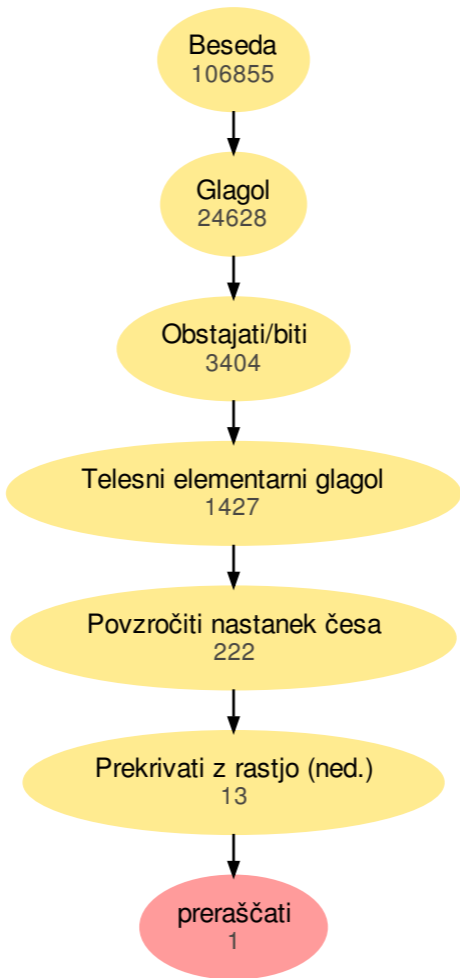 Beseda
106855
Glagol
24628
Obstajati/biti
3404
Telesni elementarni glagol
1427
Povzročiti nastanek česa
222
Prekrivati z rastjo (ned.)
13
preraščati
1